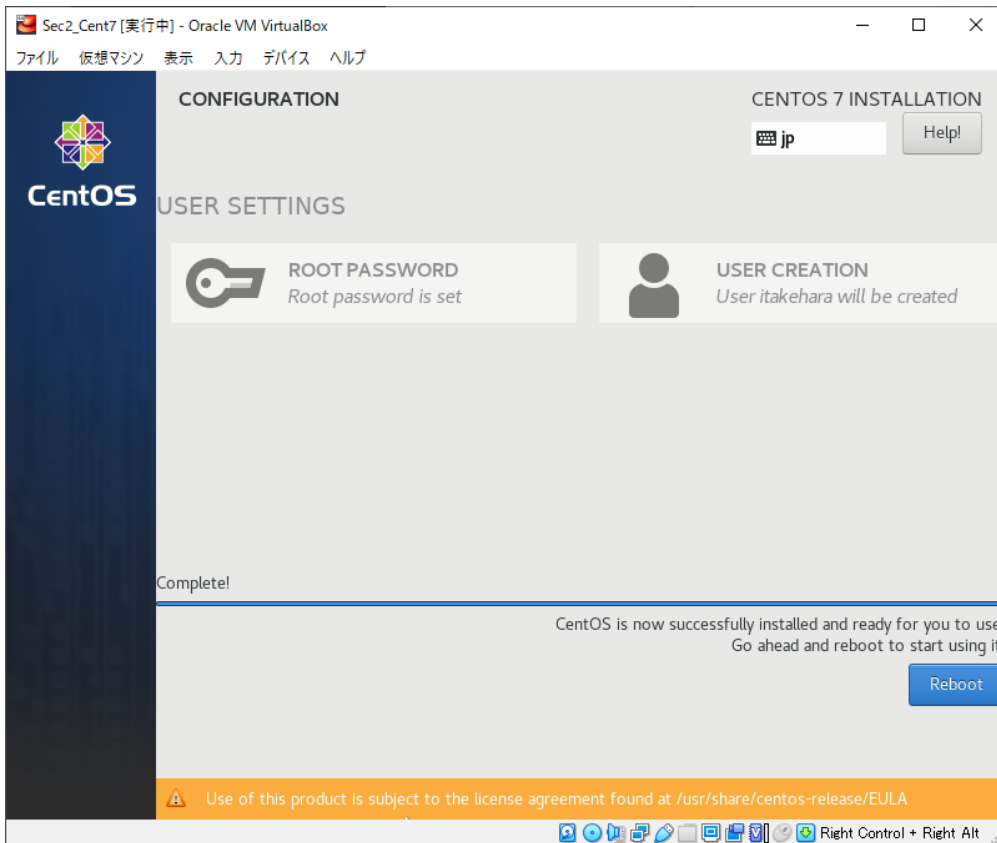 Sec2_Cent7 [実行中] - Oracle VM VirtualBox
ファイル 仮想マシン 表示 入力 デバイス ヘルプ
CONFIGURATION
CENTOS 7 INSTALLATION
jp
Help!
CentOS
USER SETTINGS
ROOT PASSWORD
Root password is set
USER CREATION
User itakehara will be created
Complete!
CentOS is now successfully installed and ready for you to use
Go ahead and reboot to start using it
Reboot
Use of this product is subject to the license agreement found at /usr/share/centos-release/EULA
Right Control + Right Alt